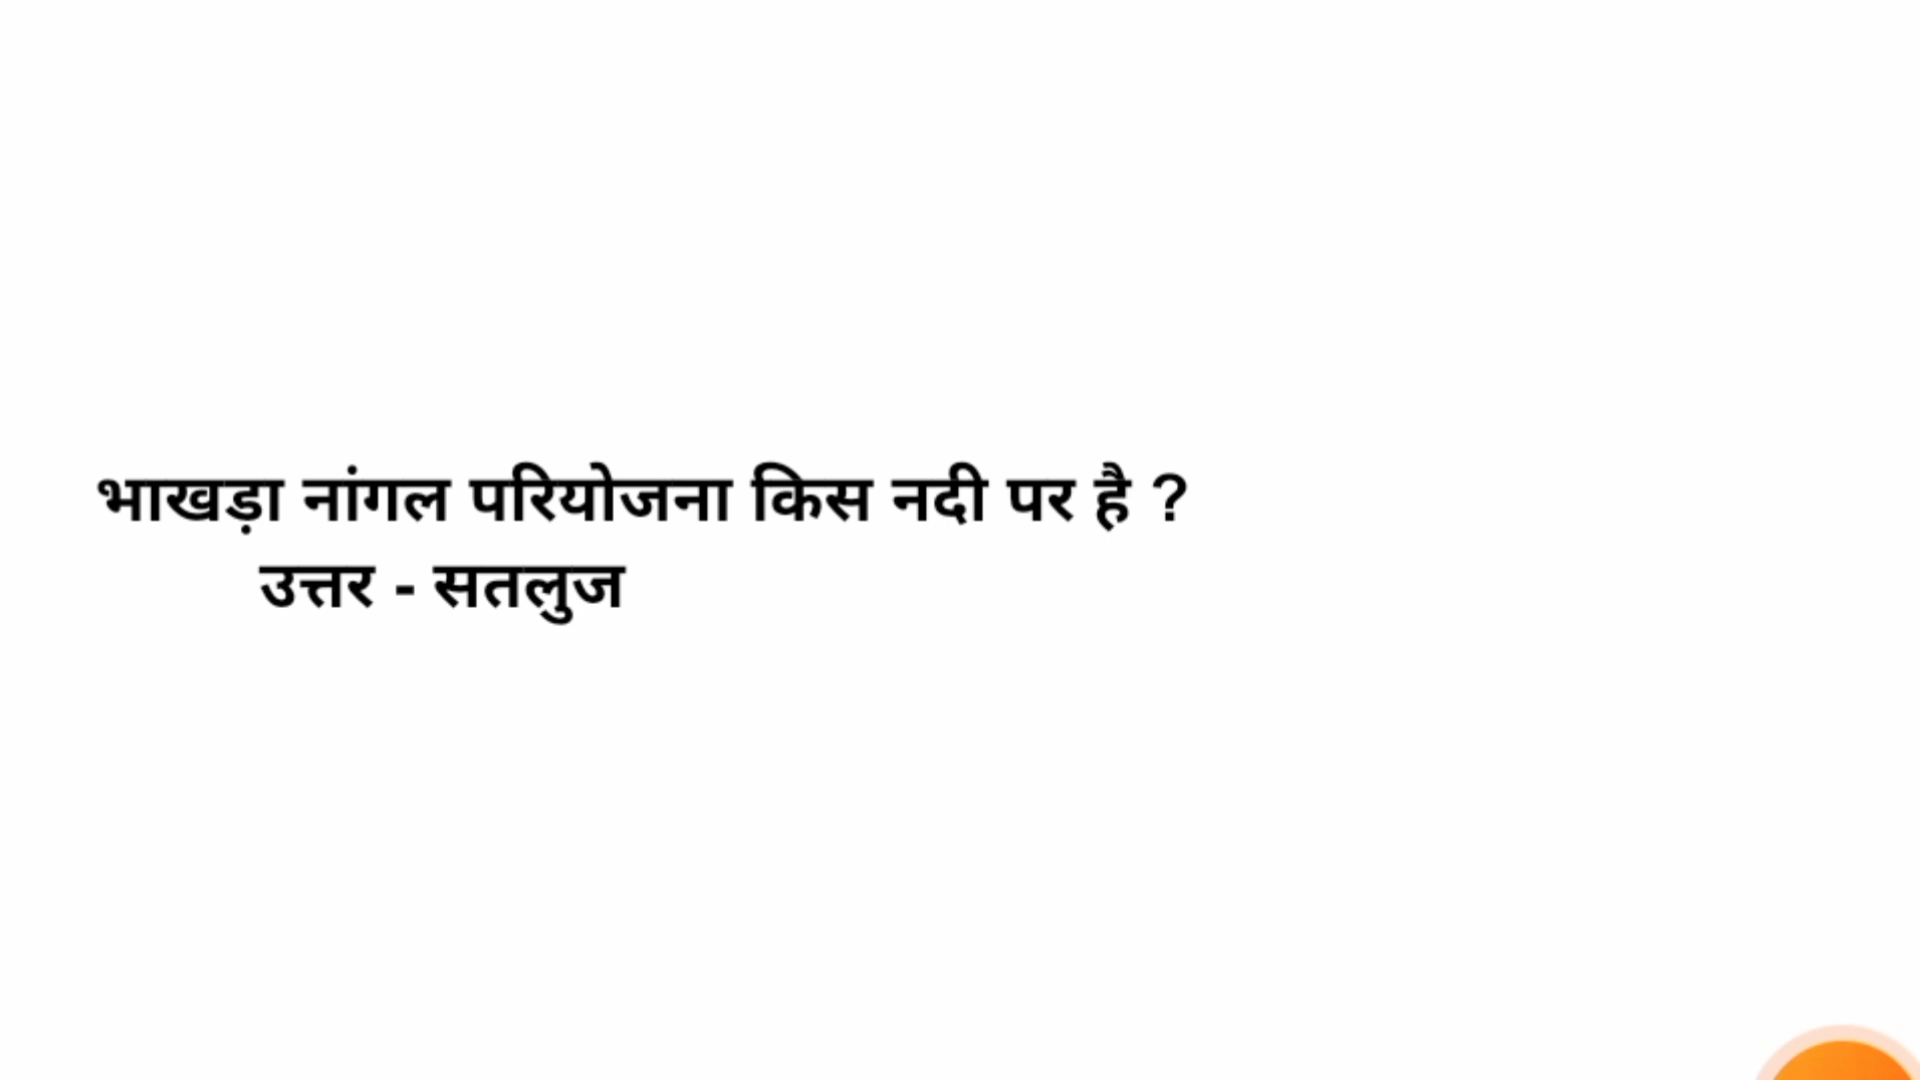 भाखड़ा नांगल परियोजना किस नदी पर है ?
उत्तर - सतलुज